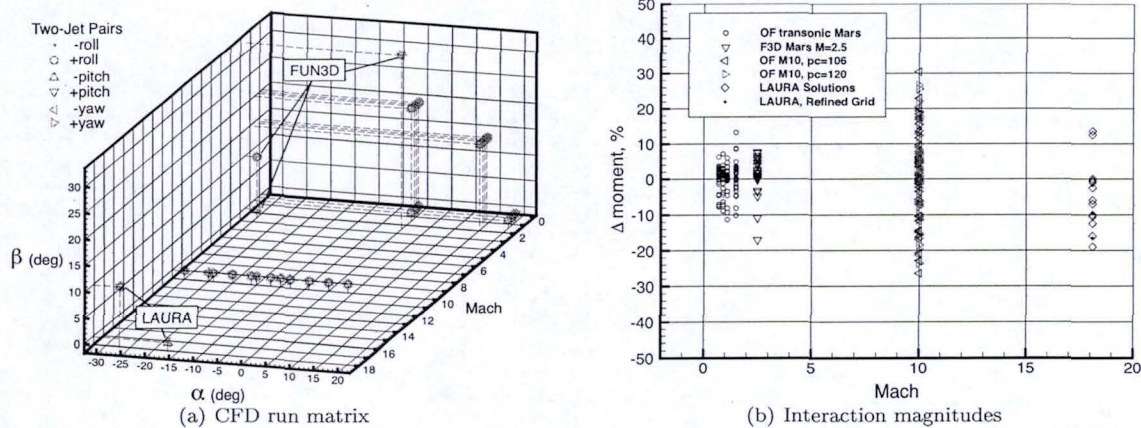 Two-Jet Pairs
-roll
+roll
-pitch
+pitch
-yaw
+yaw
FUN3D
LAURA
30
25
20
15
10
5
0
β (deg)
-30 -25 -20 -15 -10 -5 0 5 10 15 20
α (deg)
0
2
4
6
8
10
12
14
16
18
Mach
(a) CFD run matrix
50
40
30
20
10
0
-10
-20
-30
-40
-50
Δ moment, %
OF transonic Mars
F3D Mars M=2.5
OF M10, pc=106
OF M10, pc=120
LAURA Solutions
LAURA, Refined Grid
0 5 10 15 20
Mach
(b) Interaction magnitudes